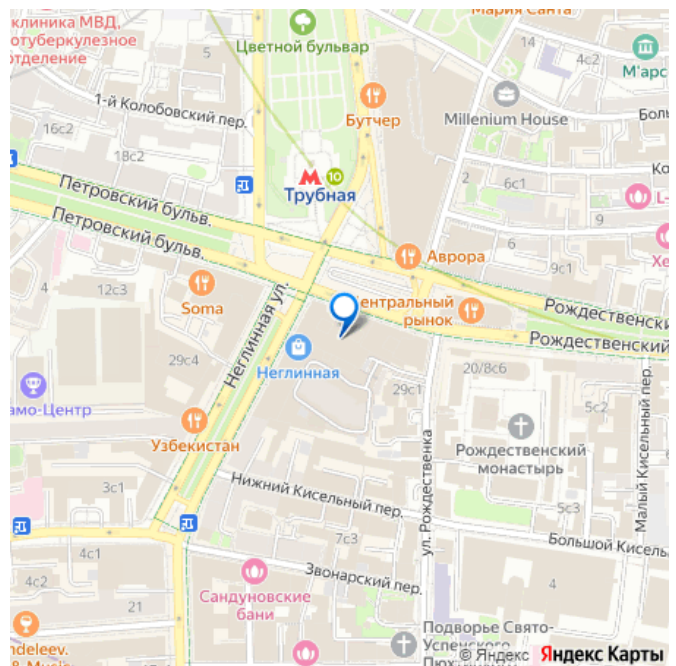 клиника МВД,
отуберкулезное
отделение
5
1-й Колобовский пер.
16с2
18с2
Цветной бульвар
Бутчер
Мария Санта
14
4с2
М'арс
Millenium House
Бол
2
6с1
Ко
9
L-
Хе
9с1
Трубная
10
Петровский бульв.
Петровский бульв.
4
12с3
Soma
Неглинная ул.
Аврора
ентральный
рынок
Рождественски
Рождественский
29с4
Неглинная
29с1
20/8с6
5с2
амо-Центр
Узбекистан
Рождественский
монастырь
Малый Кисельный пер.
ул. Рождественка
3с1
Нижний Кисельный пер.
5с3
7с3
Большой Кисель
4с1
4с2
Звонарский пер.
4
21
Сандуновские
бани
ndeleev.
& Music
Подворье Свято-
Успенского
© Яндекс Яндекс Карты